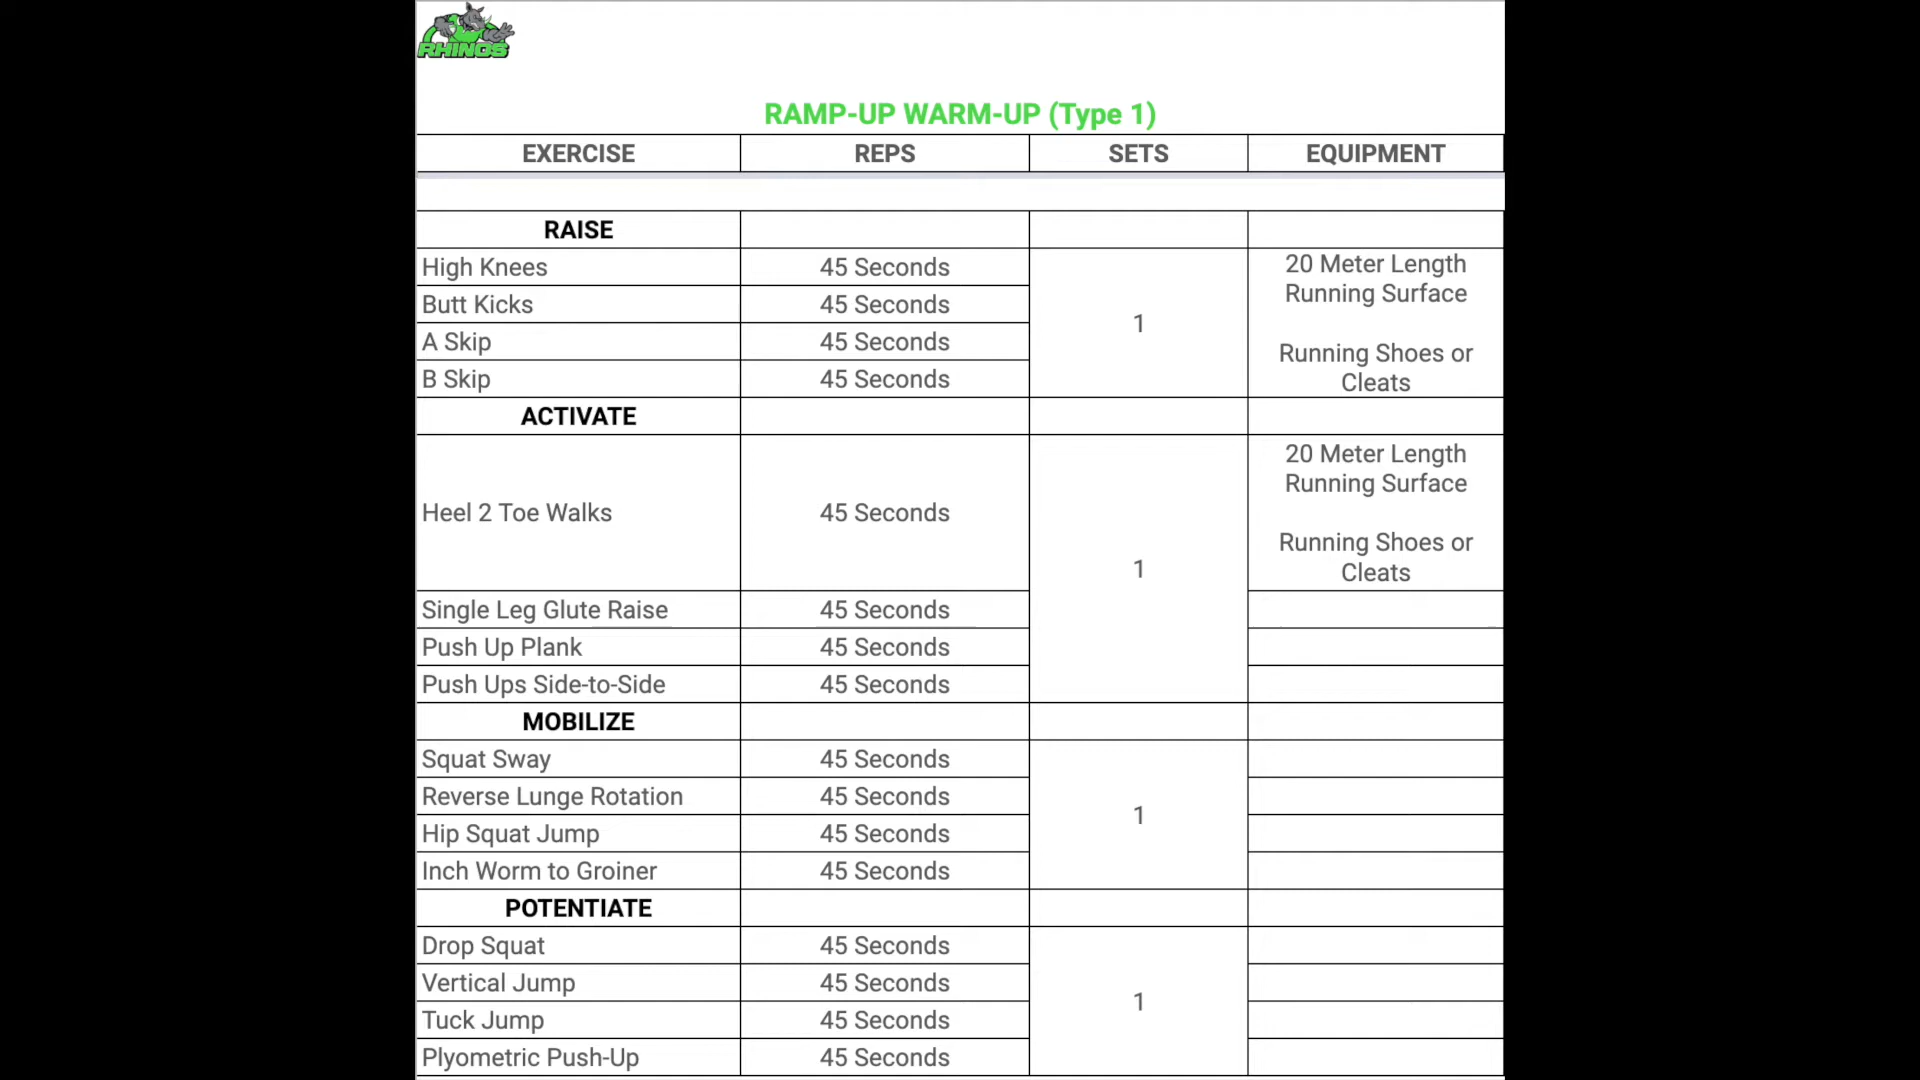 RHINOS
RAMP-UP WARM-UP (Type 1)
EXERCISE REPS SETS EQUIPMENT
RAISE
High Knees 45 Seconds
Butt Kicks 45 Seconds
A Skip 45 Seconds
B Skip 45 Seconds
1
20 Meter Length
Running Surface
Running Shoes or
Cleats
ACTIVATE
Heel 2 Toe Walks 45 Seconds
Single Leg Glute Raise 45 Seconds
Push Up Plank 45 Seconds
Push Ups Side-to-Side 45 Seconds
1
20 Meter Length
Running Surface
Running Shoes or
Cleats
MOBILIZE
Squat Sway 45 Seconds
Reverse Lunge Rotation 45 Seconds
Hip Squat Jump 45 Seconds
Inch Worm to Groiner 45 Seconds
1
POTENTIATE
Drop Squat 45 Seconds
Vertical Jump 45 Seconds
Tuck Jump 45 Seconds
Plyometric Push-Up 45 Seconds
1